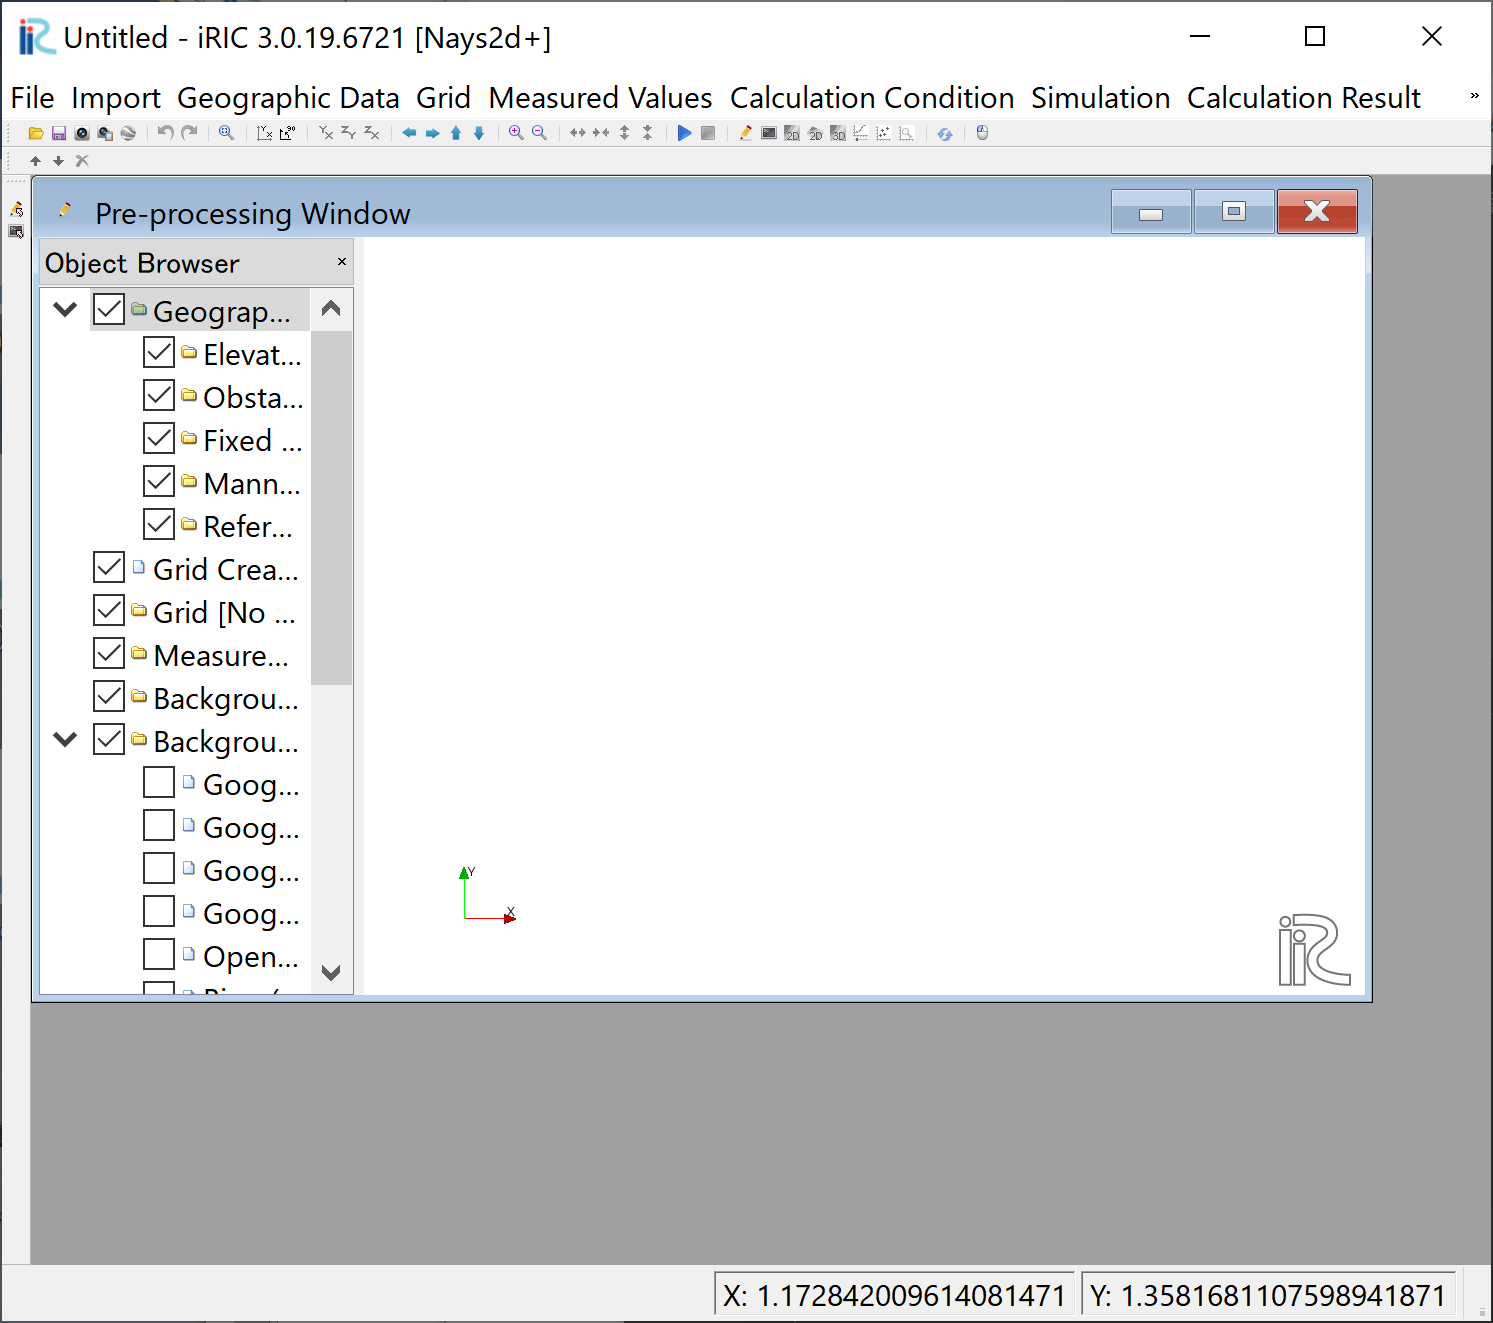 Untitled - iRIC 3.0.19.6721 [Nays2d+]
File Import Geographic Data Grid Measured Values Calculation Condition Simulation Calculation Result »
Pre-processing Window
Object Browser
Geograp...
Elevat...
Obsta...
Fixed ...
Mann...
Refer...
Grid Crea...
Grid [No ...
Measure...
Backgrou...
Backgrou...
Goog...
Goog...
Goog...
Goog...
Open...
Y
X
iRIC
X: 1.172842009614081471 Y: 1.3581681107598941871